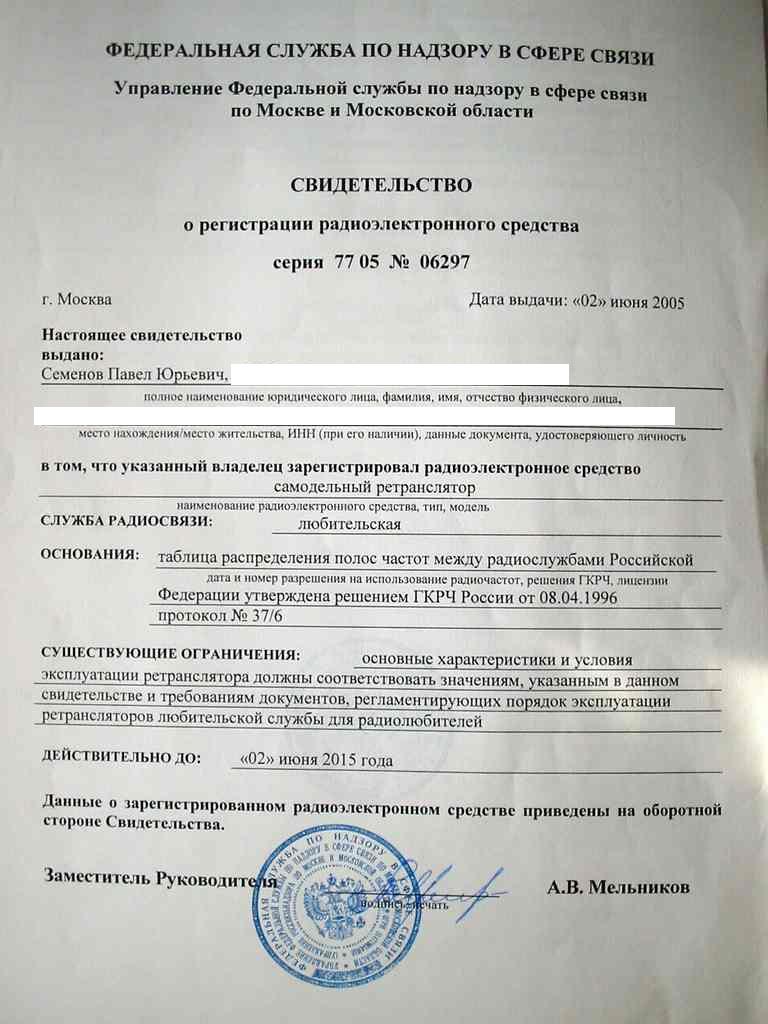 ФЕДЕРАЛЬНАЯ СЛУЖБА ПО НАДЗОРУ В СФЕРЕ СВЯЗИ
Управление Федеральной службы по надзору в сфере связи
по Москве и Московской области
СВИДЕТЕЛЬСТВО
о регистрации радиоэлектронного средства
серия 77 05 № 06297
г. Москва Дата выдачи: «02» июня 2005
Настоящее свидетельство
выдано:
Семенов Павел Юрьевич,
полное наименование юридического лица, фамилия, имя, отчество физического лица,
место нахождения/место жительства, ИНН (при его наличии), данные документа, удостоверяющего личность
в том, что указанный владелец зарегистрировал радиоэлектронное средство
самодельный ретранслятор
наименование радиоэлектронного средства, тип, модель
СЛУЖБА РАДИОСВЯЗИ: любительская
ОСНОВАНИЯ: таблица распределения полос частот между радиослужбами Российской
дата и номер разрешения на использование радиочастот, решения ГКРЧ, лицензии
Федерации утверждена решением ГКРЧ России от 08.04.1996
протокол № 37/6
СУЩЕСТВУЮЩИЕ ОГРАНИЧЕНИЯ: основные характеристики и условия
эксплуатации ретранслятора должны соответствовать значениям, указанным в данном
свидетельстве и требованиям документов, регламентирующих порядок эксплуатации
ретрансляторов любительской службы для радиолюбителей
ДЕЙСТВИТЕЛЬНО ДО: «02» июня 2015 года
Данные о зарегистрированном радиоэлектронном средстве приведены на оборотной
стороне Свидетельства.
Заместитель Руководителя А.В. Мельников
подпись, печать
ФЕДЕРАЛЬНАЯ СЛУЖБА ПО НАДЗОРУ В СФЕРЕ СВЯЗИ